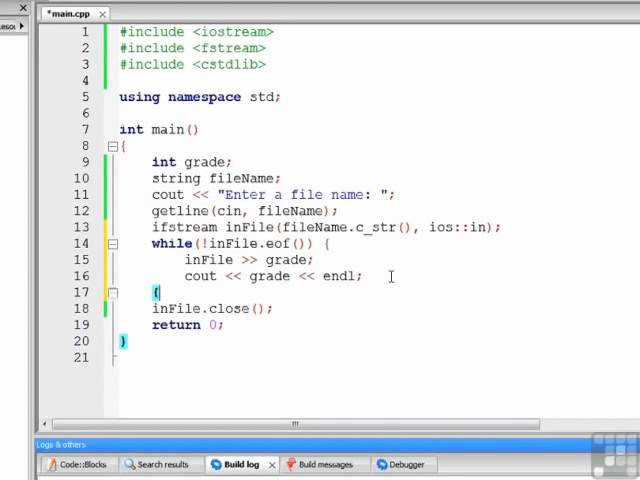 *main.cpp
1 #include <iostream>
2 #include <fstream>
3 #include <cstdlib>
4
5 using namespace std;
6
7 int main()
8 {
9 int grade;
10 string fileName;
11 cout << "Enter a file name: ";
12 getline(cin, fileName);
13 ifstream inFile(fileName.c_str(), ios::in);
14 while(!inFile.eof()) {
15 inFile >> grade;
16 cout << grade << endl;
17 {
18 inFile.close();
19 return 0;
20 }
21
Logs & others
Code::Blocks Search results Build log Build messages Debugger